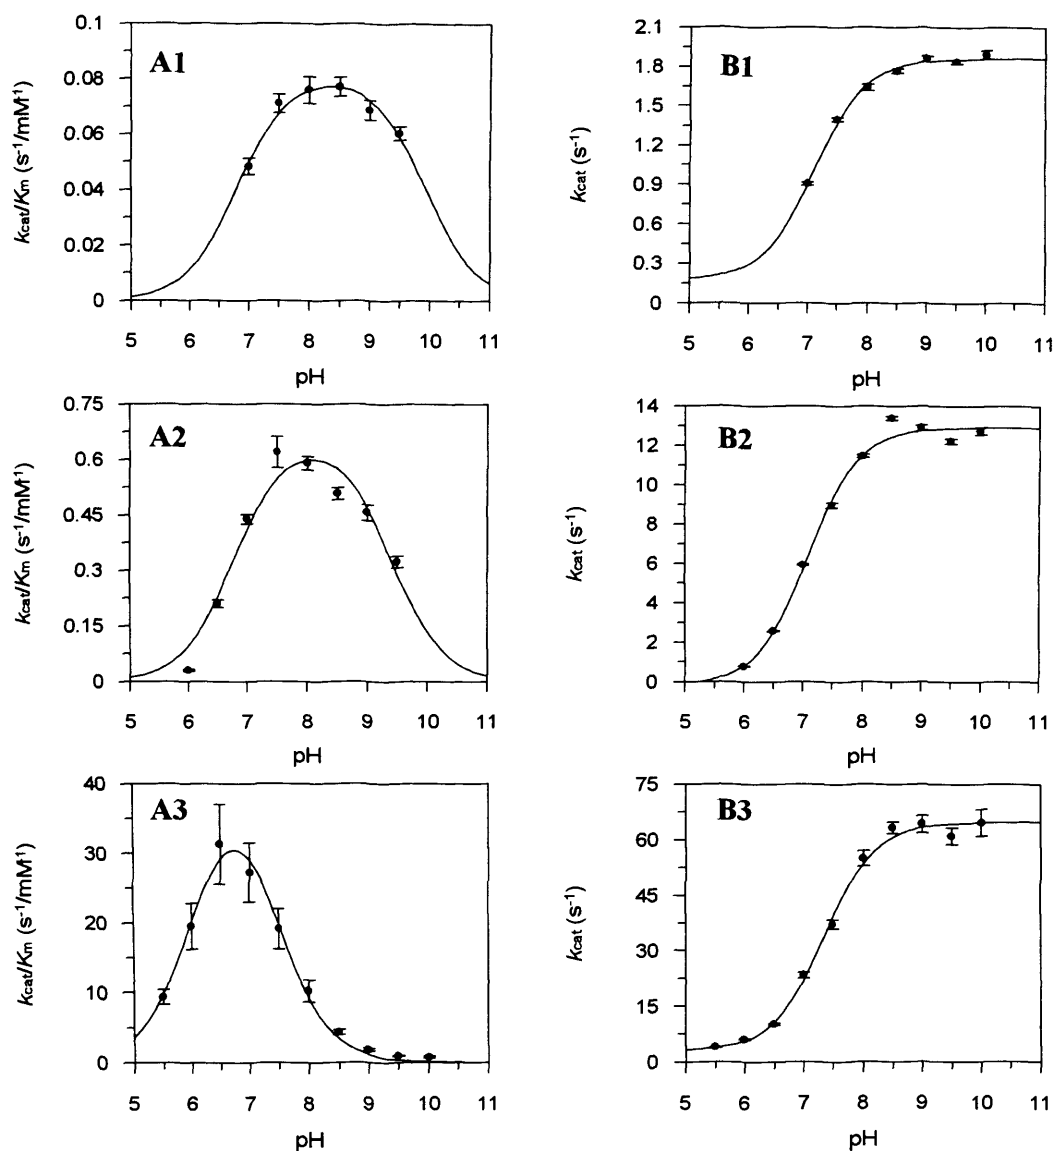 A1
kcat/Km (s-1/mM-1)
0.1
0.08
0.06
0.04
0.02
0
5 6 7 8 9 10 11
pH
B1
kcat (s-1)
2.1
1.8
1.5
1.2
0.9
0.6
0.3
0
5 6 7 8 9 10 11
pH
A2
kcat/Km (s-1/mM-1)
0.75
0.6
0.45
0.3
0.15
0
5 6 7 8 9 10 11
pH
B2
kcat (s-1)
14
12
10
8
6
4
2
0
5 6 7 8 9 10 11
pH
A3
kcat/Km (s-1/mM-1)
40
30
20
10
0
5 6 7 8 9 10 11
pH
B3
kcat (s-1)
75
60
45
30
15
0
5 6 7 8 9 10 11
pH